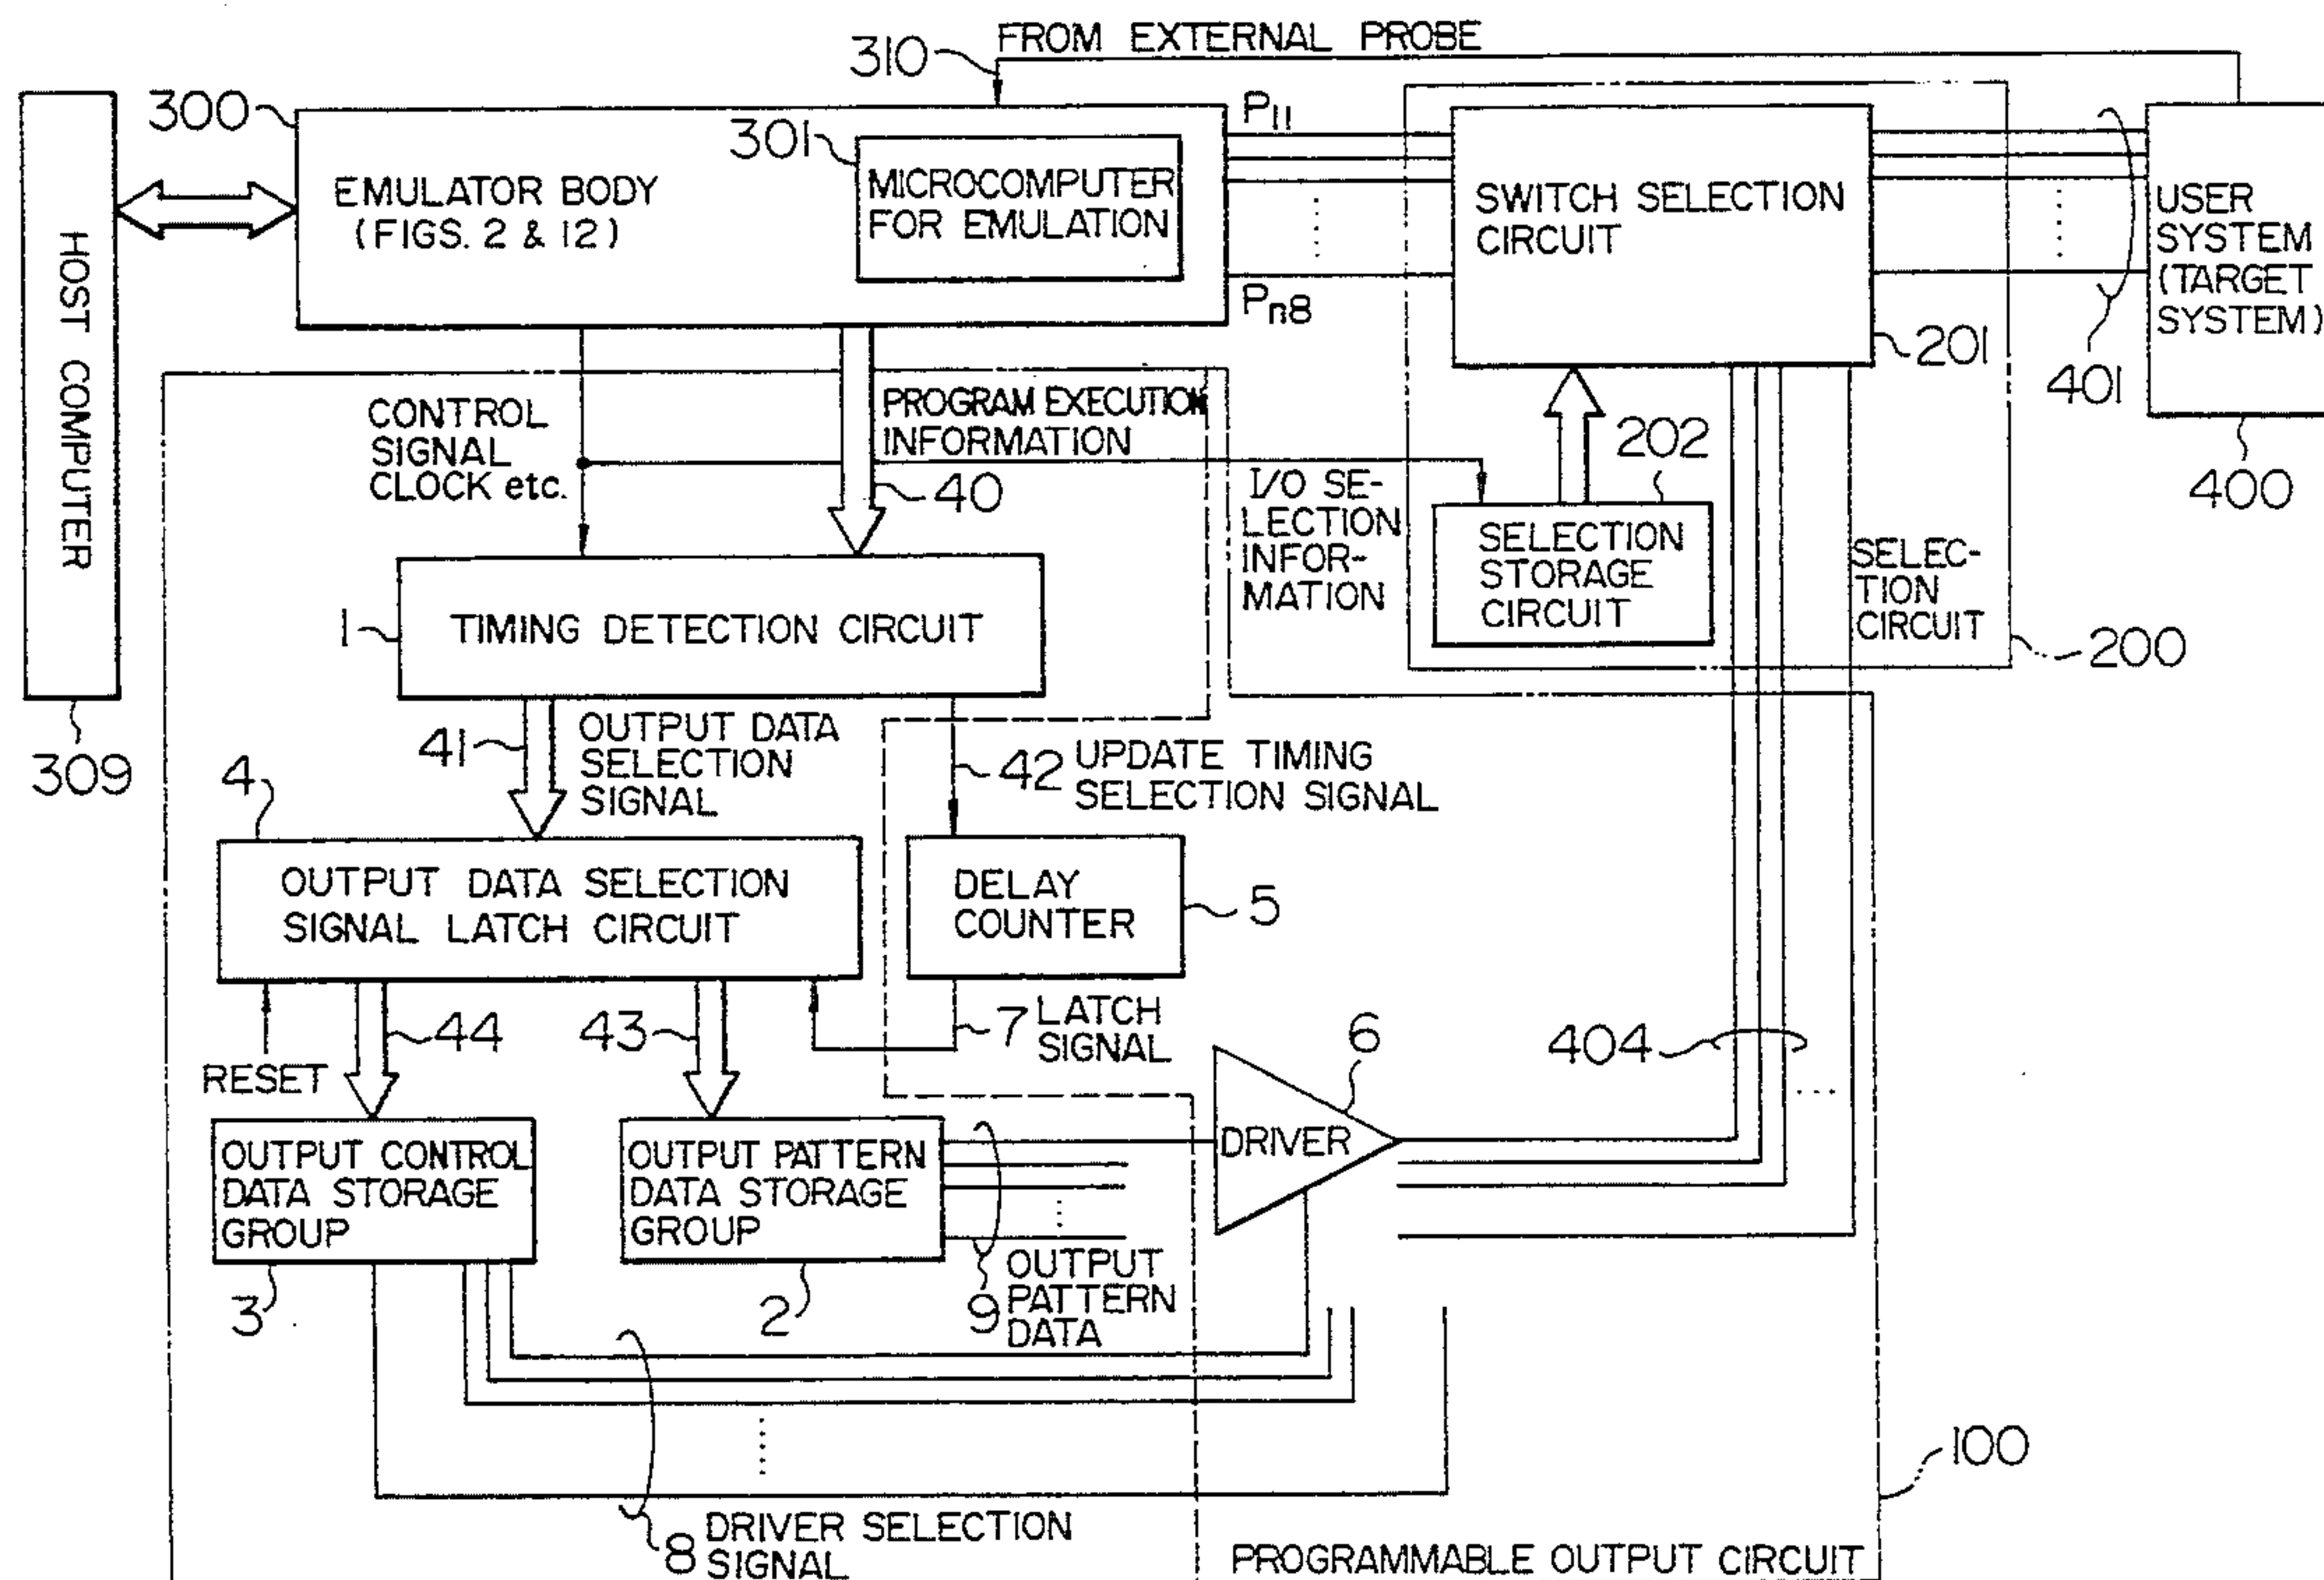 FROM EXTERNAL PROBE
310
300
301
EMULATOR BODY
(FIGS. 2 & 12)
MICROCOMPUTER
FOR EMULATION
P11
Pn8
SWITCH SELECTION
CIRCUIT
201
401
USER
SYSTEM
(TARGET
SYSTEM)
400
HOST COMPUTER
309
CONTROL
SIGNAL
CLOCK etc.
PROGRAM EXECUTION
INFORMATION
40
I/O SE-
LECTION
INFOR-
MATION
202
SELECTION
STORAGE
CIRCUIT
SELEC-
TION
CIRCUIT
200
1
TIMING DETECTION CIRCUIT
41
OUTPUT DATA
SELECTION
SIGNAL
42
UPDATE TIMING
SELECTION SIGNAL
4
OUTPUT DATA SELECTION
SIGNAL LATCH CIRCUIT
DELAY
COUNTER
5
RESET
44
43
7
LATCH
SIGNAL
6
DRIVER
404
OUTPUT CONTROL
DATA STORAGE
GROUP
3
OUTPUT PATTERN
DATA STORAGE
GROUP
2
9
OUTPUT
PATTERN
DATA
8
DRIVER SELECTION
SIGNAL
100
PROGRAMMABLE OUTPUT CIRCUIT